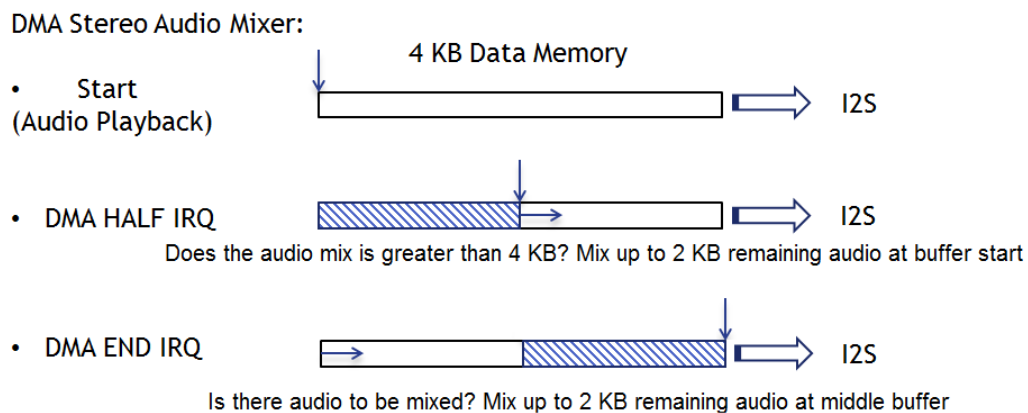 DMA Stereo Audio Mixer:
4 KB Data Memory
• Start
(Audio Playback)
I2S
• DMA HALF IRQ
I2S
Does the audio mix is greater than 4 KB? Mix up to 2 KB remaining audio at buffer start
• DMA END IRQ
I2S
Is there audio to be mixed? Mix up to 2 KB remaining audio at middle buffer